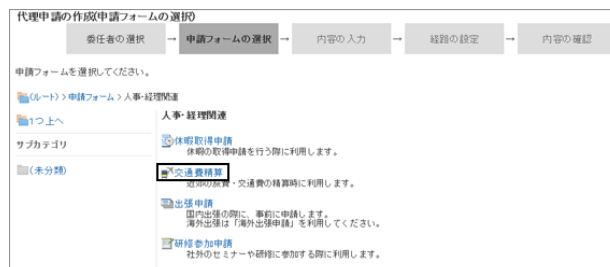 代理申請の作成(申請フォームの選択)
委任者の選択 → 申請フォームの選択 → 内容の入力 → 経路の設定 → 内容の確認
申請フォームを選択してください。
(ルート) > 申請フォーム > 人事・経理関連
1つ上へ
サブカテゴリ
(未分類)
人事・経理関連
休暇取得申請
休暇の取得申請を行う際に利用します。
交通費精算
近郊の旅費・交通費の精算時に利用します。
出張申請
国内出張の際に、事前に申請します。
海外出張は「海外出張申請」を利用してください。
研修参加申請
社外のセミナーや研修に参加する際に利用します。